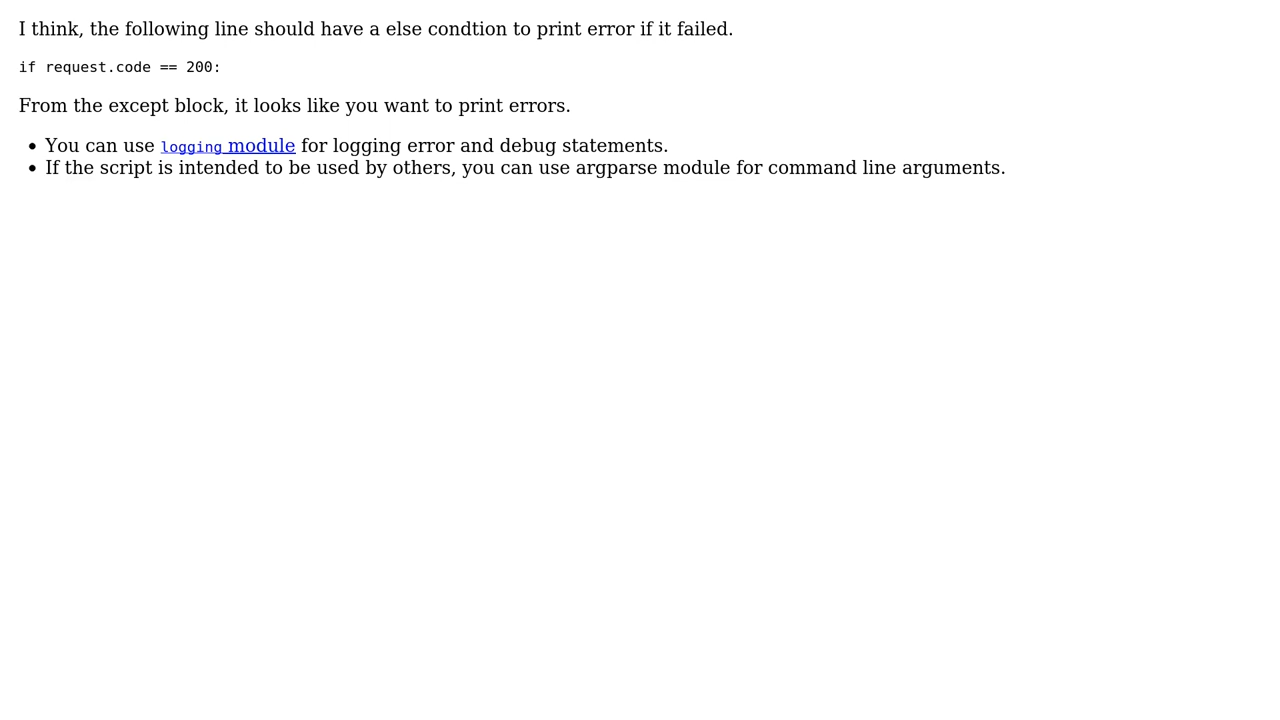 I think, the following line should have a else condtion to print error if it failed.
if request.code == 200:
From the except block, it looks like you want to print errors.
• You can use logging module for logging error and debug statements.
• If the script is intended to be used by others, you can use argparse module for command line arguments.